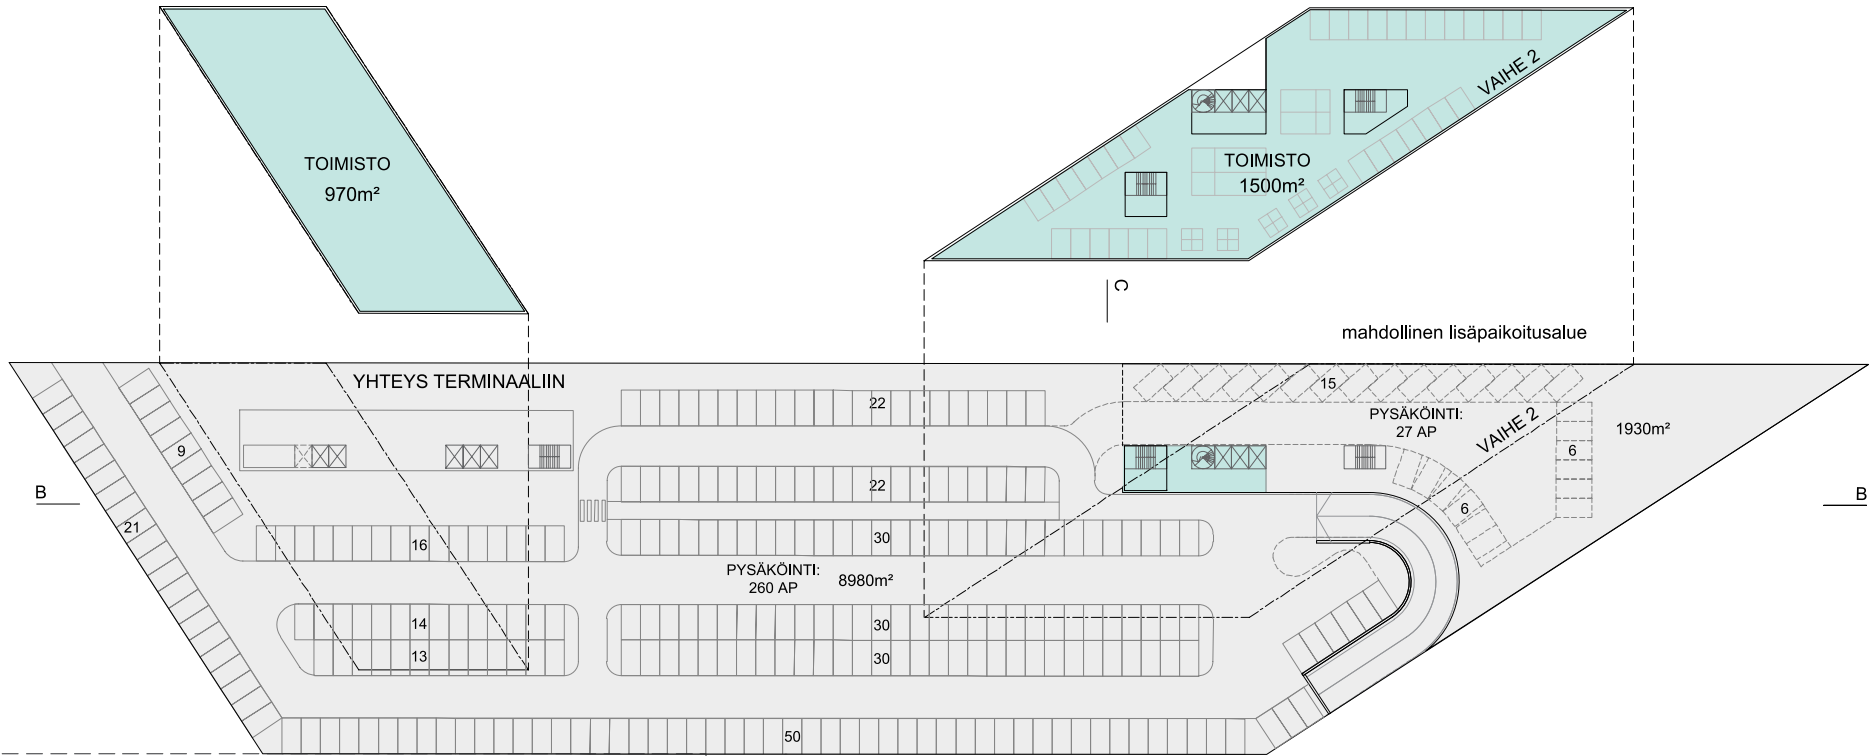 TOIMISTO
970m²
VAIHE 2
TOIMISTO
1500m²
C
mahdollinen lisäpaikoitusalue
YHTEYS TERMINAALIIN
22
15
PYSÄKÖINTI:
27 AP
VAIHE 2
1930m²
9
6
22
6
B
B
21
16
30
PYSÄKÖINTI:
260 AP
8980m²
14
30
13
30
50